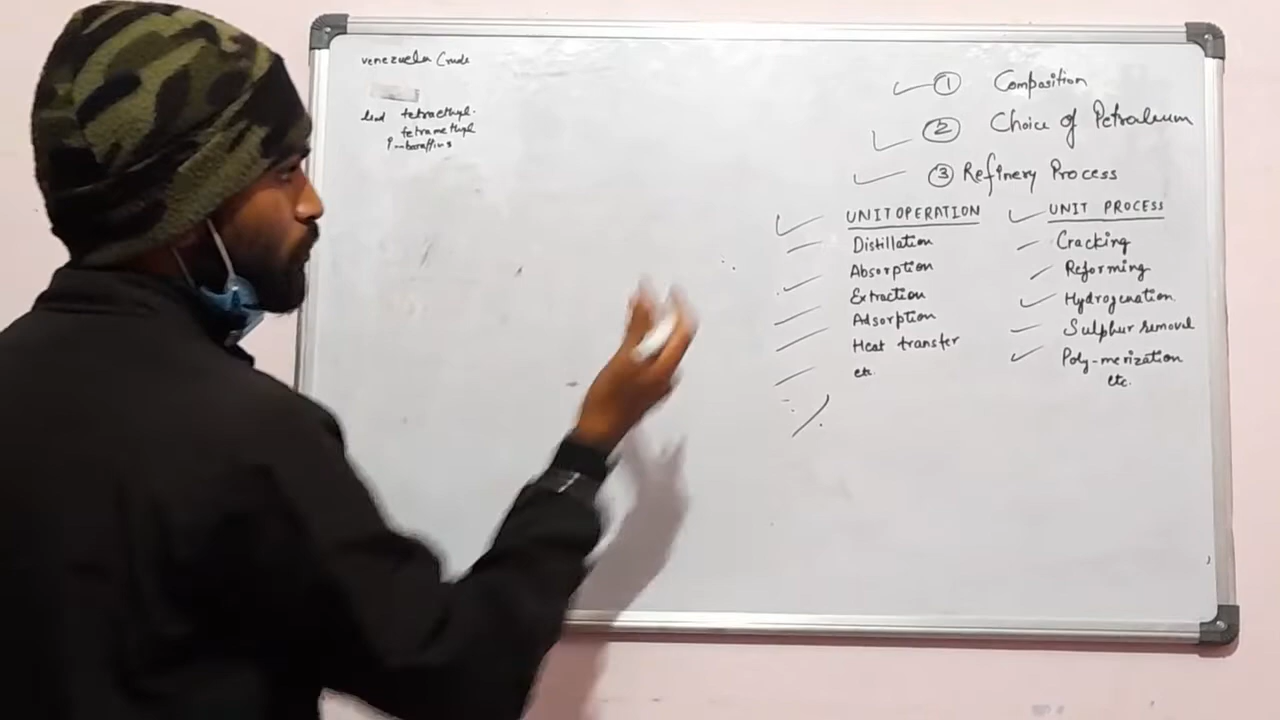 venezuela Crude
lead tetraethyl.
tetramethyl
P--baraffins
① Composition
② Choice of Petroleum
③ Refinery Process
UNIT OPERATION
Distillation
Absorption
Extraction
Adsorption
Heat transfer
etc.
UNIT PROCESS
Cracking
Reforming
Hydrogenation.
Sulphur removal
Poly-merization
etc.